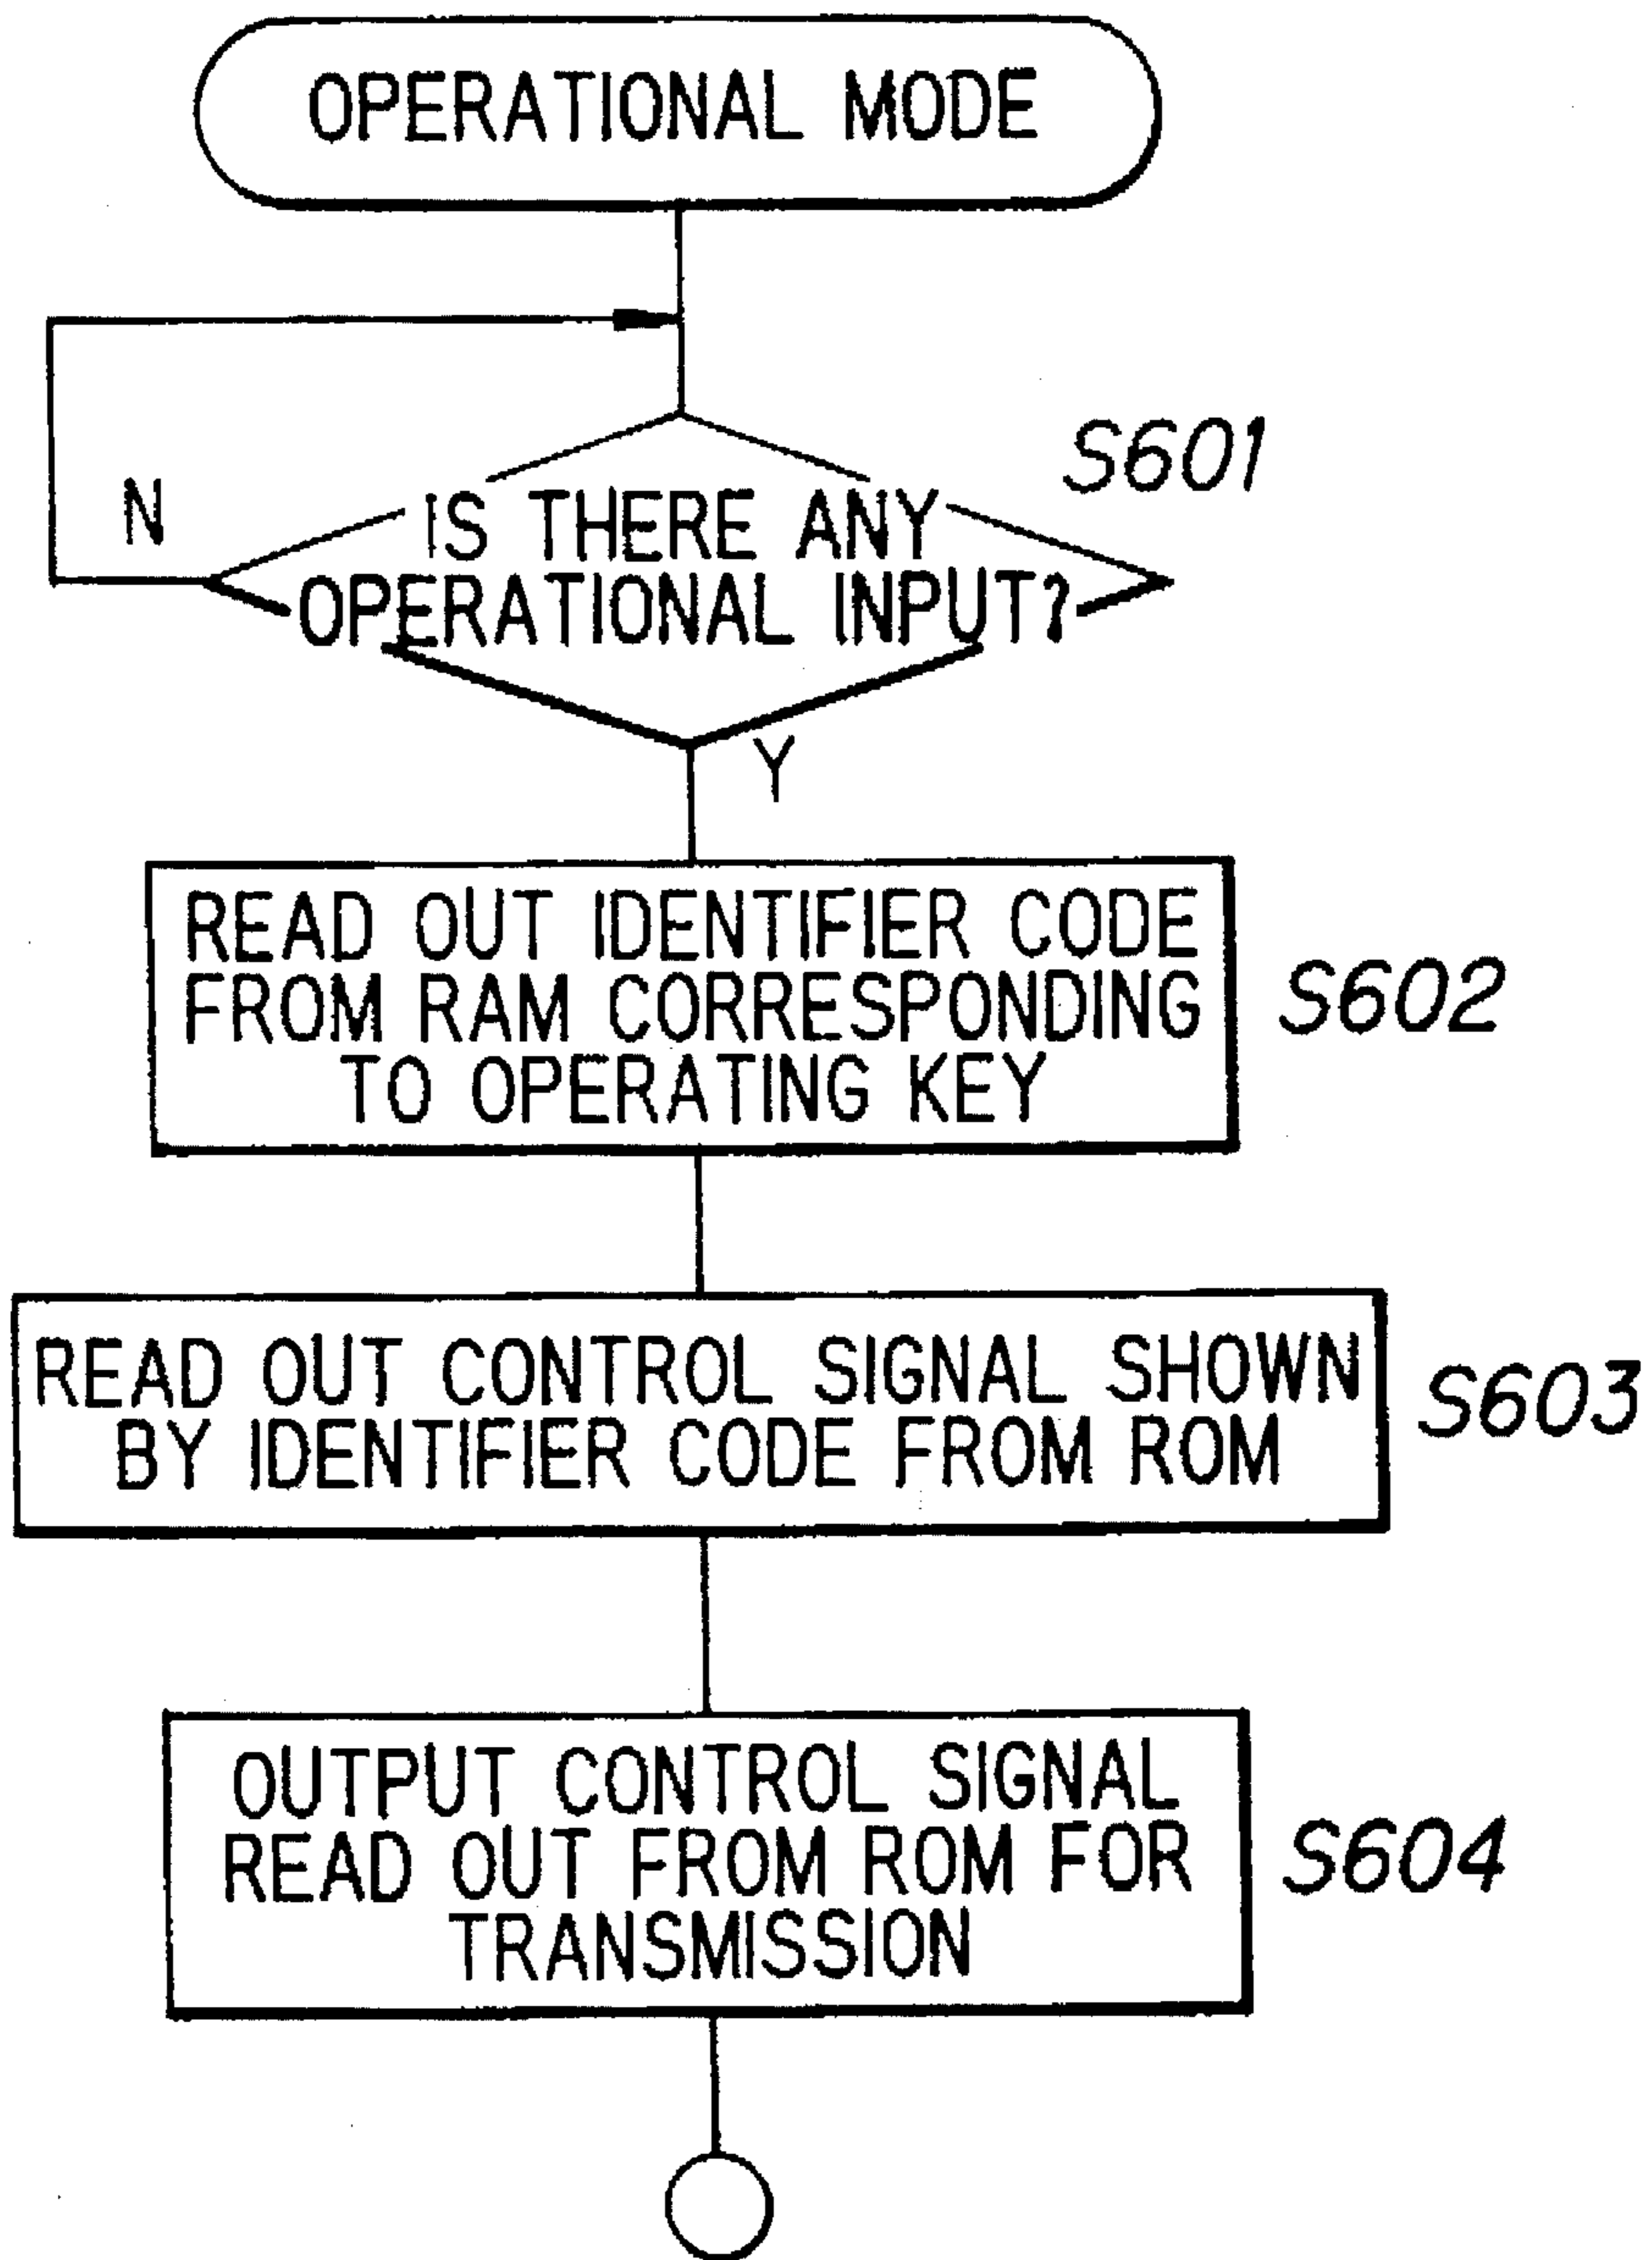 OPERATIONAL MODE
S601
N
IS THERE ANY
OPERATIONAL INPUT?
Y
READ OUT IDENTIFIER CODE
FROM RAM CORRESPONDING
TO OPERATING KEY
S602
READ OUT CONTROL SIGNAL SHOWN
BY IDENTIFIER CODE FROM ROM
S603
OUTPUT CONTROL SIGNAL
READ OUT FROM ROM FOR
TRANSMISSION
S604